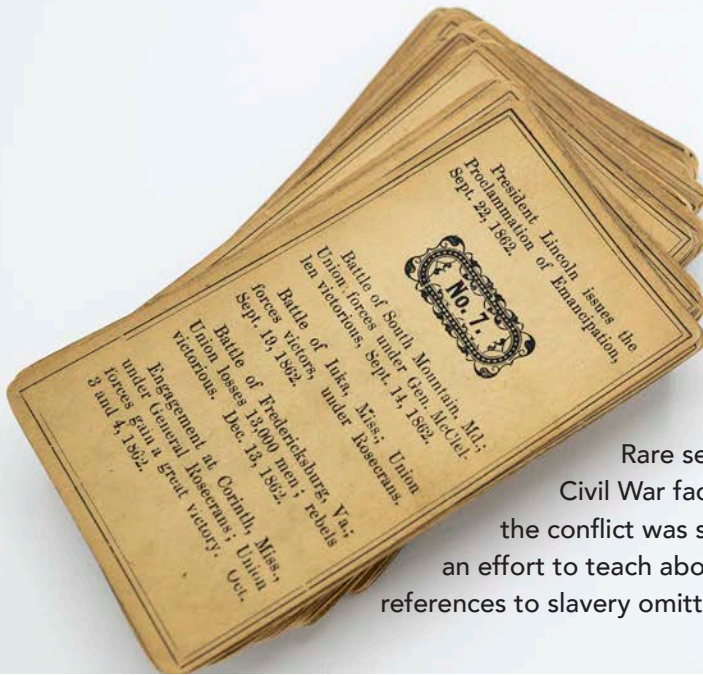 President Lincoln issues the
Proclammation of Emancipation,
Sept. 22, 1862.
No. 7.
Battle of South Mountain, Md.;
Union forces under Gen. McClel-
len victorious, Sept. 14, 1862.
Battle of Iuka, Miss.; Union
forces victors, under Rosecrans.
Sept. 19, 1862.
Battle of Fredericksburg, Va.;
Union losses 13,000 men; rebels
victorious. Dec. 13, 1862.
Engagement at Corinth, Miss.,
under General Rosecrans; Union
forces gain a great victory. Oct.
3 and 4, 1862.
Rare se
Civil War fac
the conflict was s
an effort to teach abo
references to slavery omitt